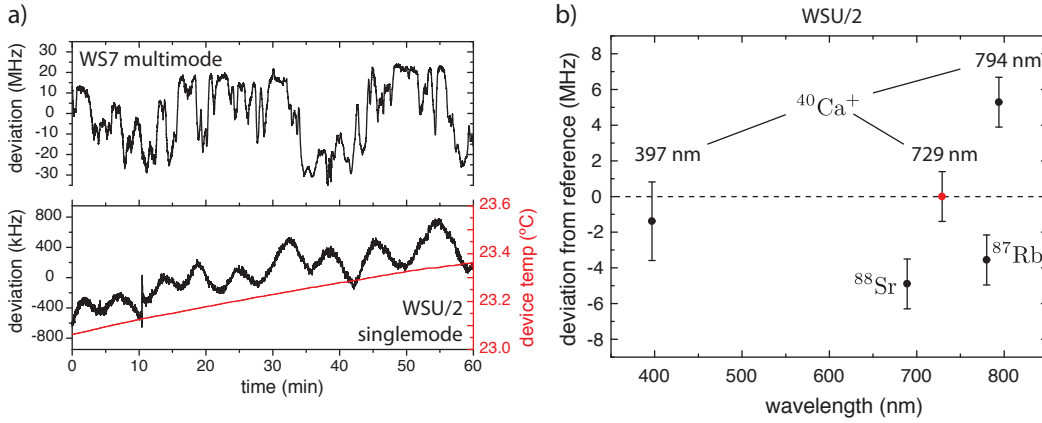 a)
WS7 multimode
deviation (MHz)
30
20
10
0
-10
-20
-30
deviation (kHz)
800
400
0
-400
-800
WSU/2
singlemode
23.6
23.4
23.2
23.0
device temp (ºC)
0 10 20 30 40 50 60
time (min)
b)
WSU/2
deviation from reference (MHz)
8
6
4
2
0
-2
-4
-6
-8
794 nm
⁴⁰Ca⁺
397 nm
729 nm
⁸⁷Rb
⁸⁸Sr
400 500 600 700 800
wavelength (nm)